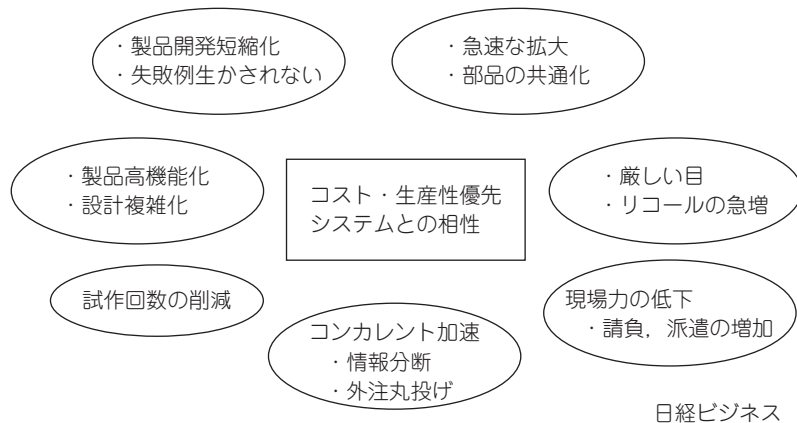 ・製品開発短縮化
・失敗例生かされない
・急速な拡大
・部品の共通化
・製品高機能化
・設計複雑化
コスト・生産性優先
システムとの相性
・厳しい目
・リコールの急増
試作回数の削減
コンカレント加速
・情報分断
・外注丸投げ
現場力の低下
・請負，派遣の増加
日経ビジネス